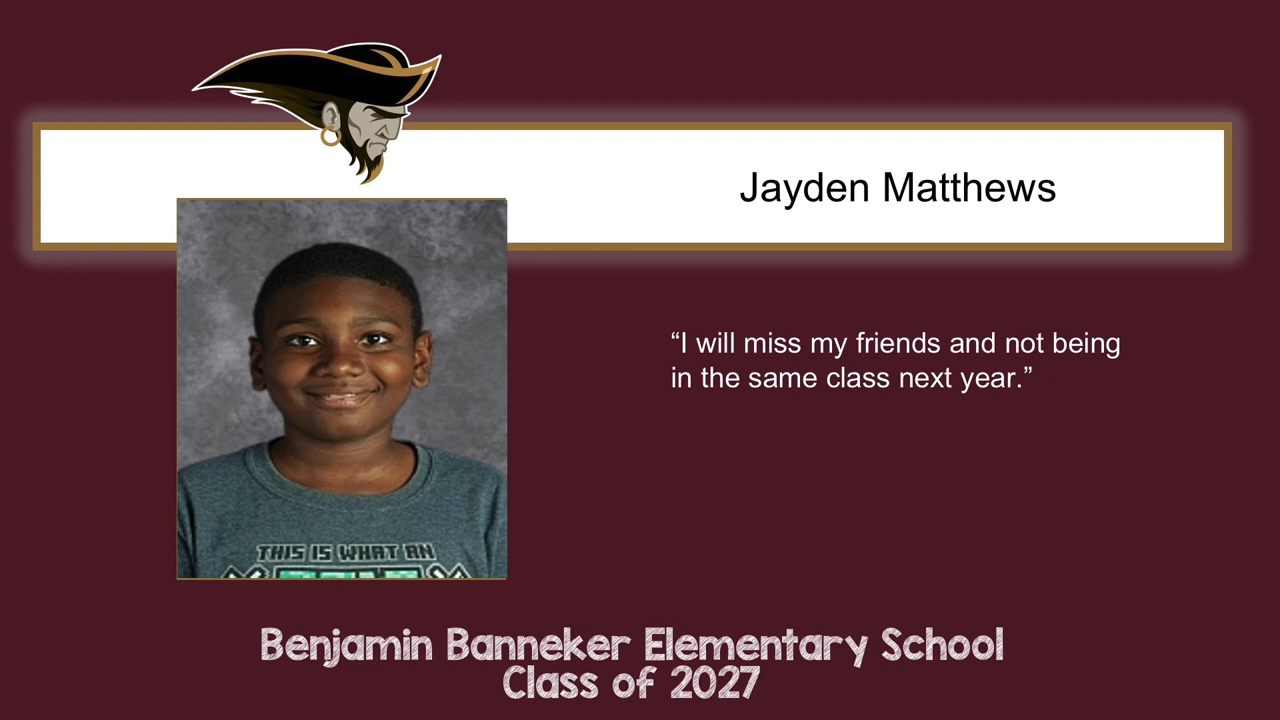 Jayden Matthews
“I will miss my friends and not being
in the same class next year.”
THIS IS WHAT AN
Benjamin Banneker Elementary School
Class of 2027